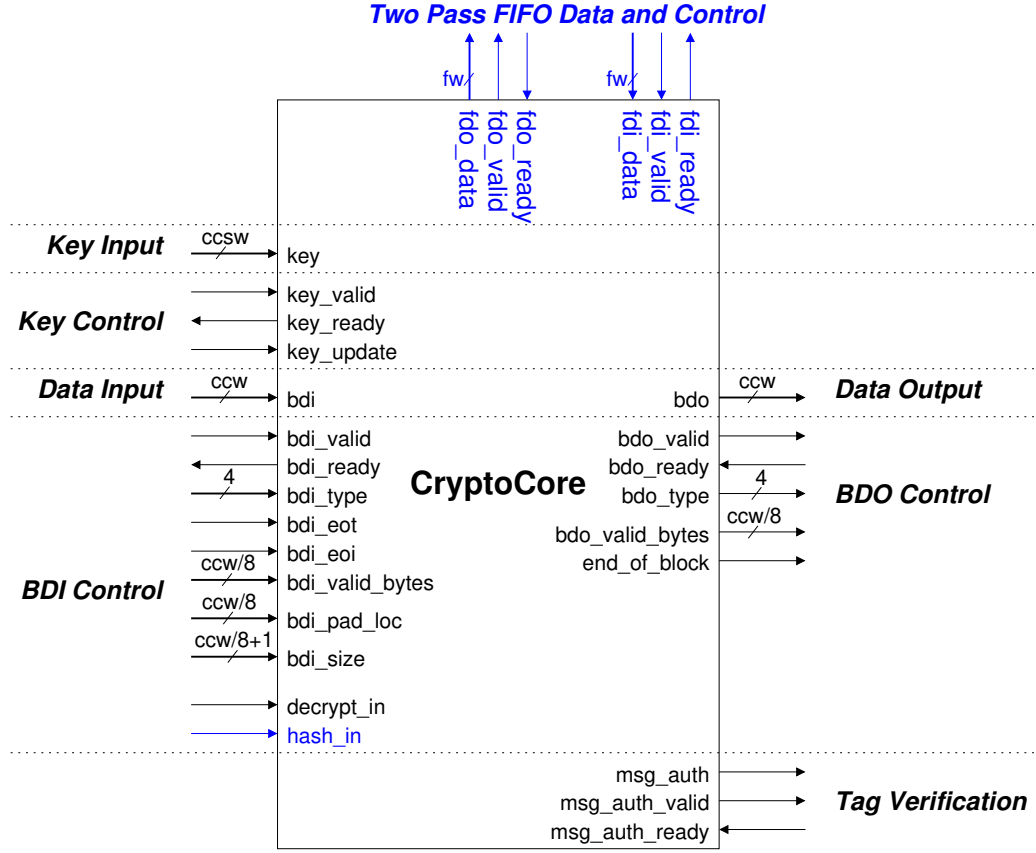 Two Pass FIFO Data and Control
fw
fw
fdo_data
fdo_valid
fdo_ready
fdi_data
fdi_valid
fdi_ready
Key Input
ccsw
key
Key Control
key_valid
key_ready
key_update
Data Input
ccw
bdi
bdo
ccw
Data Output
bdi_valid
bdo_valid
bdi_ready
bdo_ready
4
bdi_type
CryptoCore
bdo_type
4
BDO Control
bdi_eot
bdo_valid_bytes
ccw/8
bdi_eoi
end_of_block
BDI Control
ccw/8
bdi_valid_bytes
ccw/8
bdi_pad_loc
ccw/8+1
bdi_size
decrypt_in
hash_in
msg_auth
msg_auth_valid
Tag Verification
msg_auth_ready